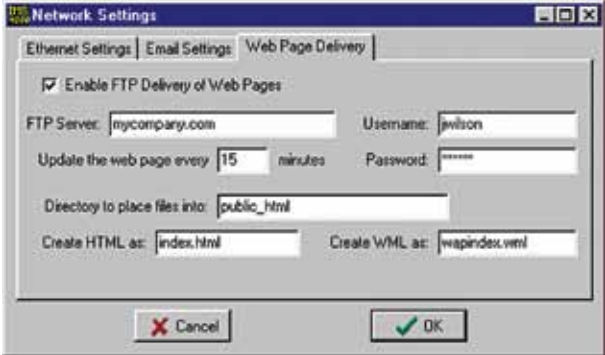 Network Settings
Ethernet Settings Email Settings Web Page Delivery
Enable FTP Delivery of Web Pages
FTP Server: mycompany.com Username: jwilson
Update the web page every 15 minutes Password: ******
Directory to place files into: public_html
Create HTML as: index.html Create WML as: wapindex.wml
Cancel OK